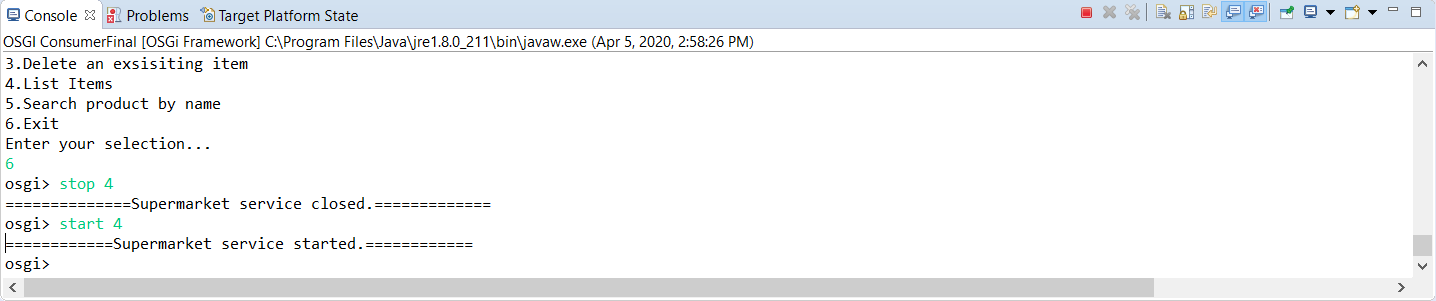 Console Problems Target Platform State
OSGI ConsumerFinal [OSGi Framework] C:\Program Files\Java\jre1.8.0_211\bin\javaw.exe (Apr 5, 2020, 2:58:26 PM)
3.Delete an exsisiting item
4.List Items
5.Search product by name
6.Exit
Enter your selection...
6
osgi> stop 4
==============Supermarket service closed.=============
osgi> start 4
============Supermarket service started.============
osgi>